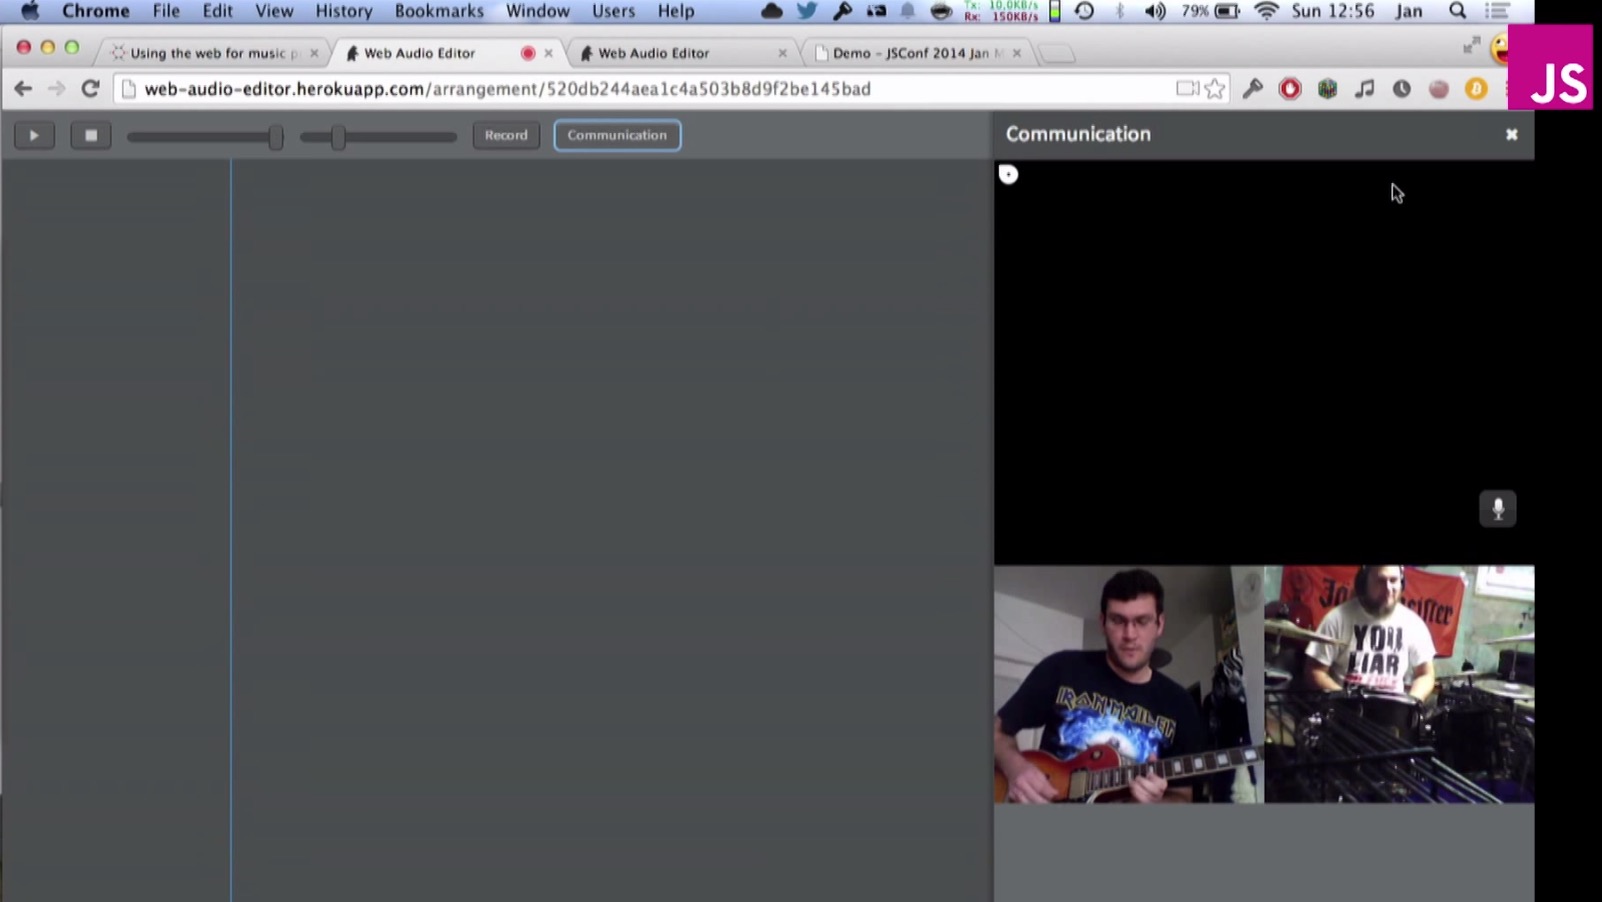 Chrome File Edit View History Bookmarks Window Users Help
Tx: 10,0KB/s
Rx: 150KB/s
79%
Sun 12:56 Jan
Using the web for music p
Web Audio Editor
Web Audio Editor
Demo - JSConf 2014 Jan M
JS
web-audio-editor.herokuapp.com/arrangement/520db244aea1c4a503b8d9f2be145bad
Record
Communication
Communication
IRON MAIDEN
YOU
LIAR